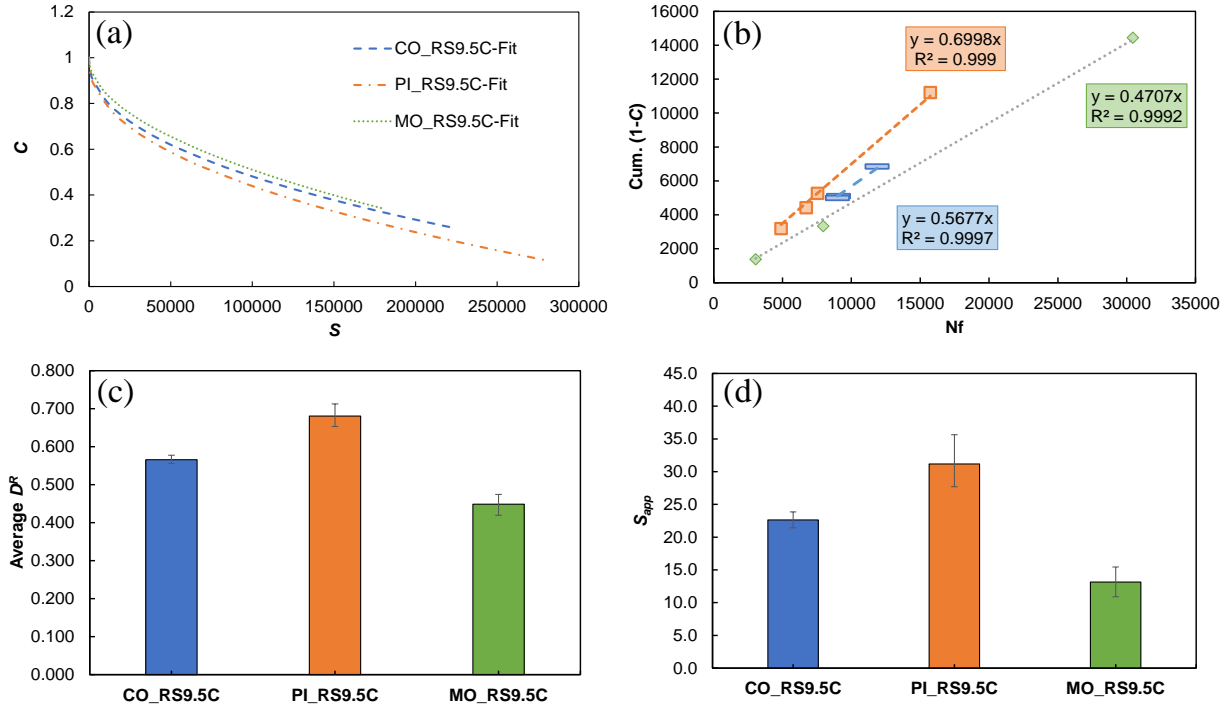 (a)
1.2
1
0.8
0.6
0.4
0.2
0
C
0
50000
100000
150000
200000
250000
300000
S
CO_RS9.5C-Fit
PI_RS9.5C-Fit
MO_RS9.5C-Fit
(b)
16000
14000
12000
10000
8000
6000
4000
2000
0
Cum. (1-C)
0
5000
10000
15000
20000
25000
30000
35000
Nf
y = 0.6998x
R² = 0.999
y = 0.4707x
R² = 0.9992
y = 0.5677x
R² = 0.9997
(c)
0.800
0.700
0.600
0.500
0.400
0.300
0.200
0.100
0.000
Average Dᴿ
CO_RS9.5C
PI_RS9.5C
MO_RS9.5C
(d)
45.0
40.0
35.0
30.0
25.0
20.0
15.0
10.0
5.0
0.0
Sapp
CO_RS9.5C
PI_RS9.5C
MO_RS9.5C